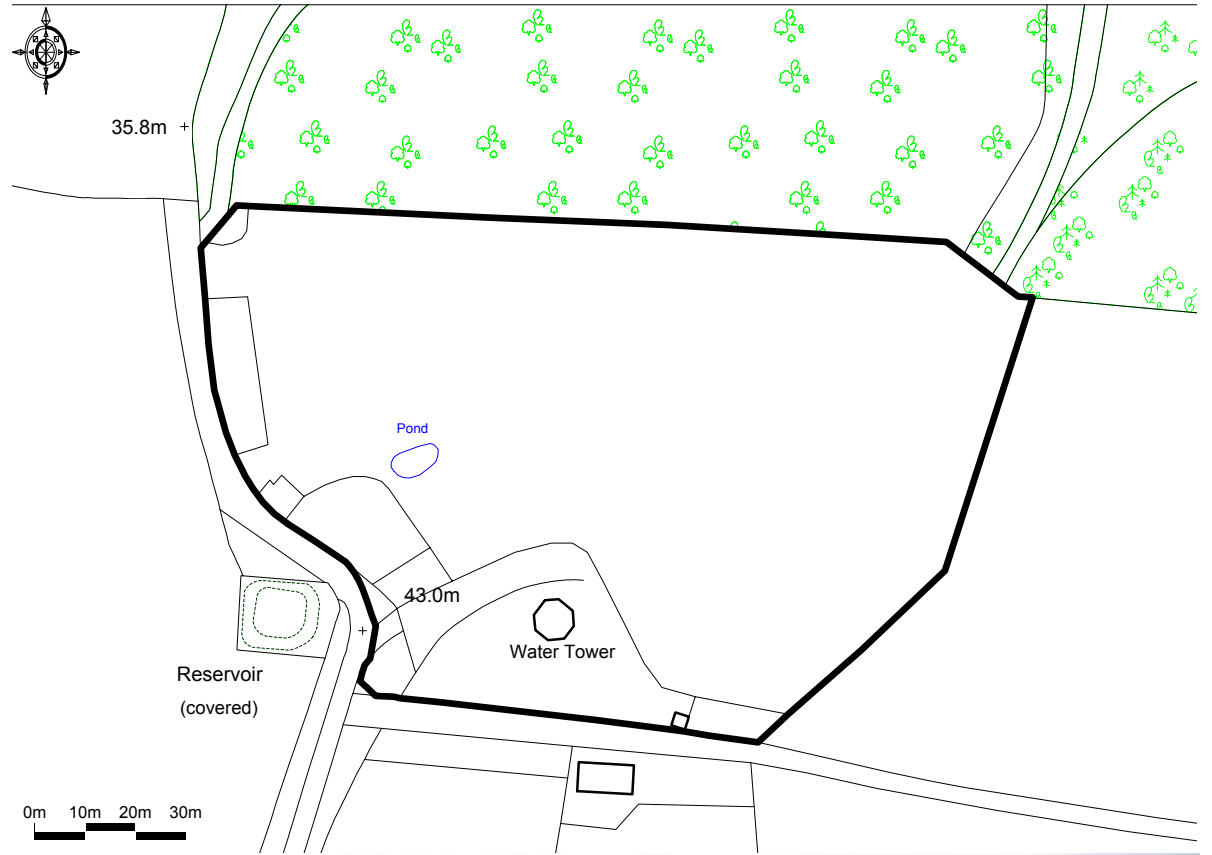 35.8m
Pond
43.0m
Water Tower
Reservoir
(covered)
0m 10m 20m 30m